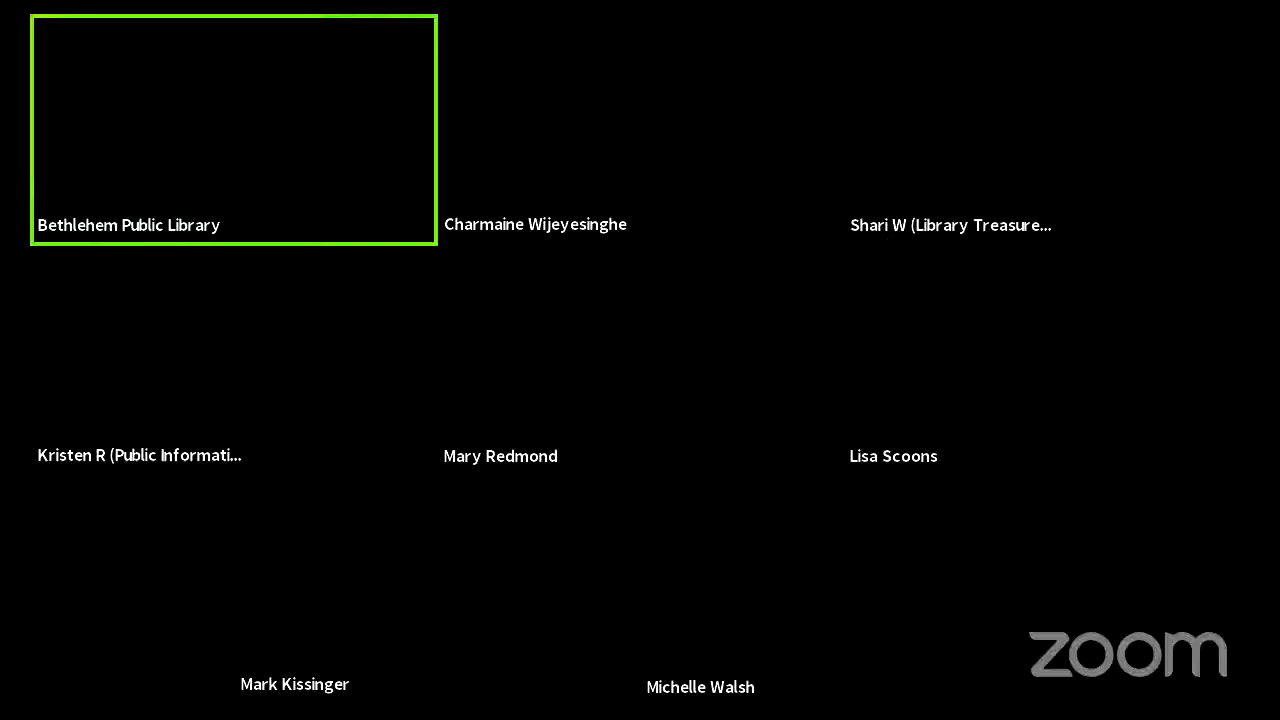 Bethlehem Public Library
Charmaine Wijeyesinghe
Shari W (Library Treasure...
Kristen R (Public Informati...
Mary Redmond
Lisa Scoons
Mark Kissinger
Michelle Walsh
zoom